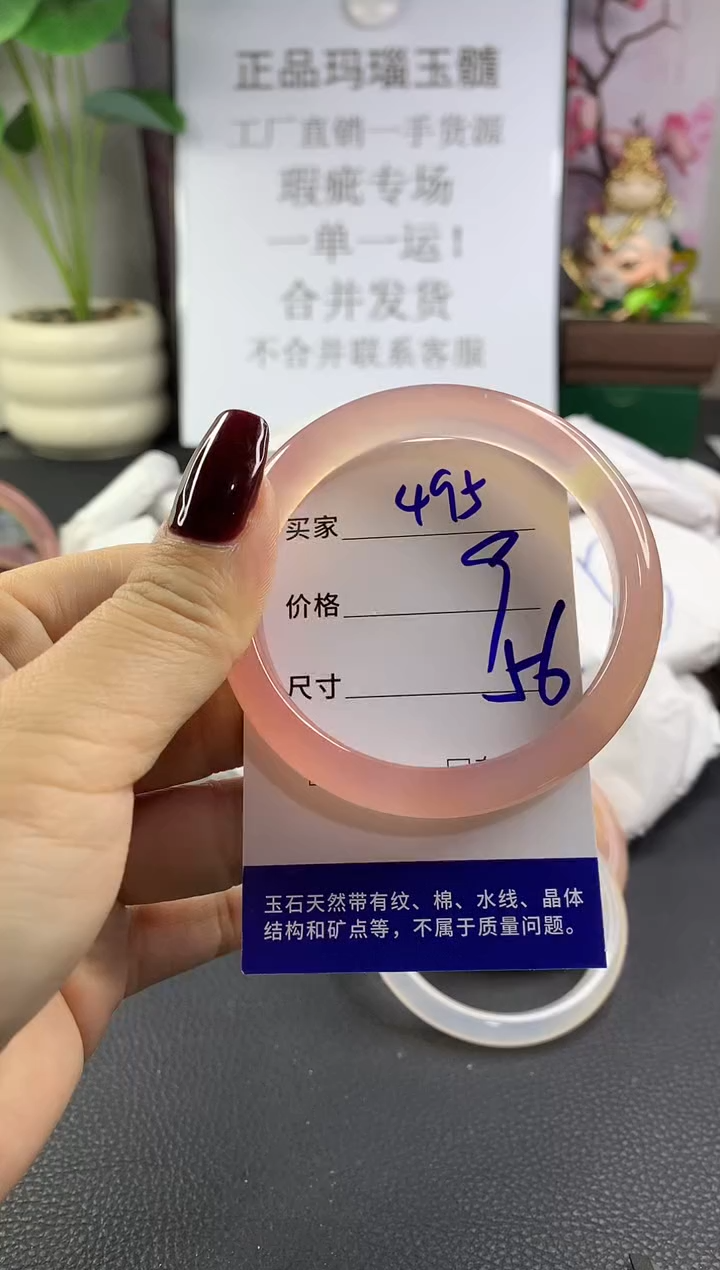 正品玛瑙玉髓
工厂直销一手货源
瑕疵专场
一单一运！
合并发货
不合并联系客服
买家 495
价格 9
尺寸 56
玉石天然带有纹、棉、水线、晶体
结构和矿点等，不属于质量问题。